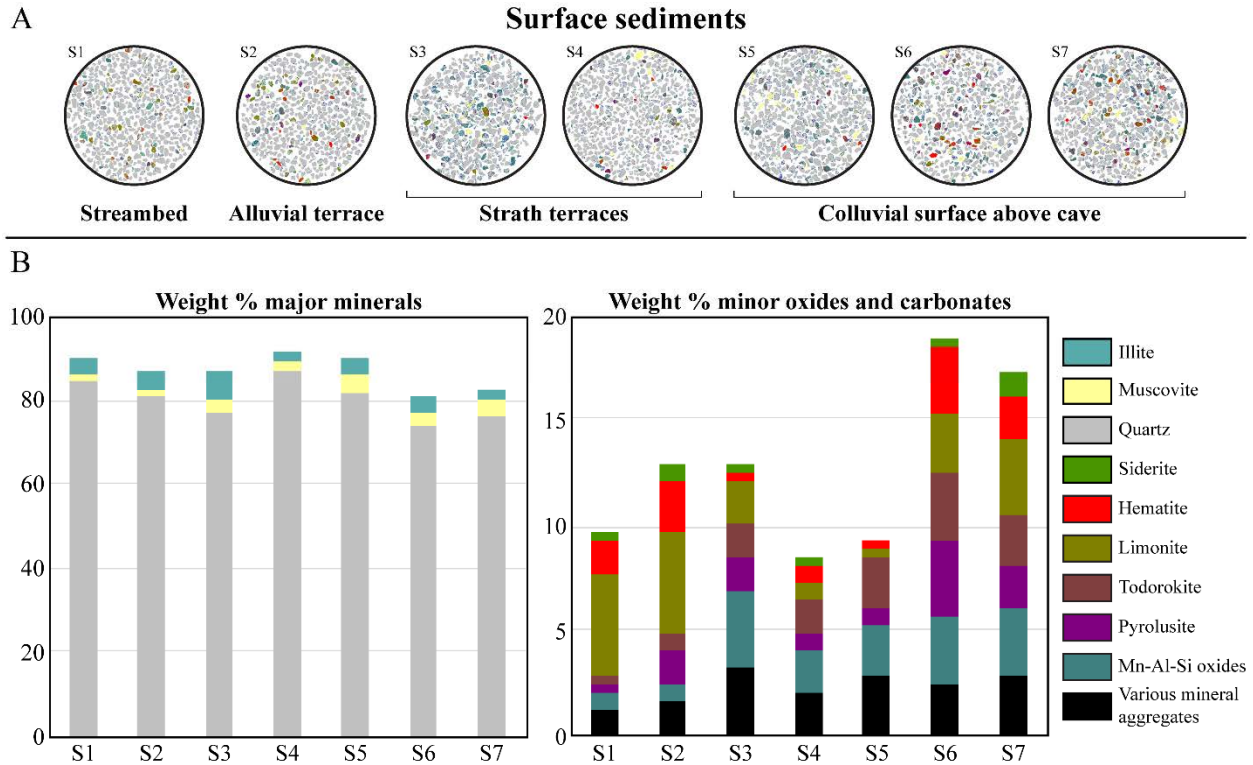 A
Surface sediments
S1
S2
S3
S4
S5
S6
S7
Streambed
Alluvial terrace
Strath terraces
Colluvial surface above cave
B
Weight % major minerals
100
80
60
40
20
0
S1 S2 S3 S4 S5 S6 S7
Weight % minor oxides and carbonates
20
15
10
5
0
S1 S2 S3 S4 S5 S6 S7
Illite
Muscovite
Quartz
Siderite
Hematite
Limonite
Todorokite
Pyrolusite
Mn-Al-Si oxides
Various mineral
aggregates